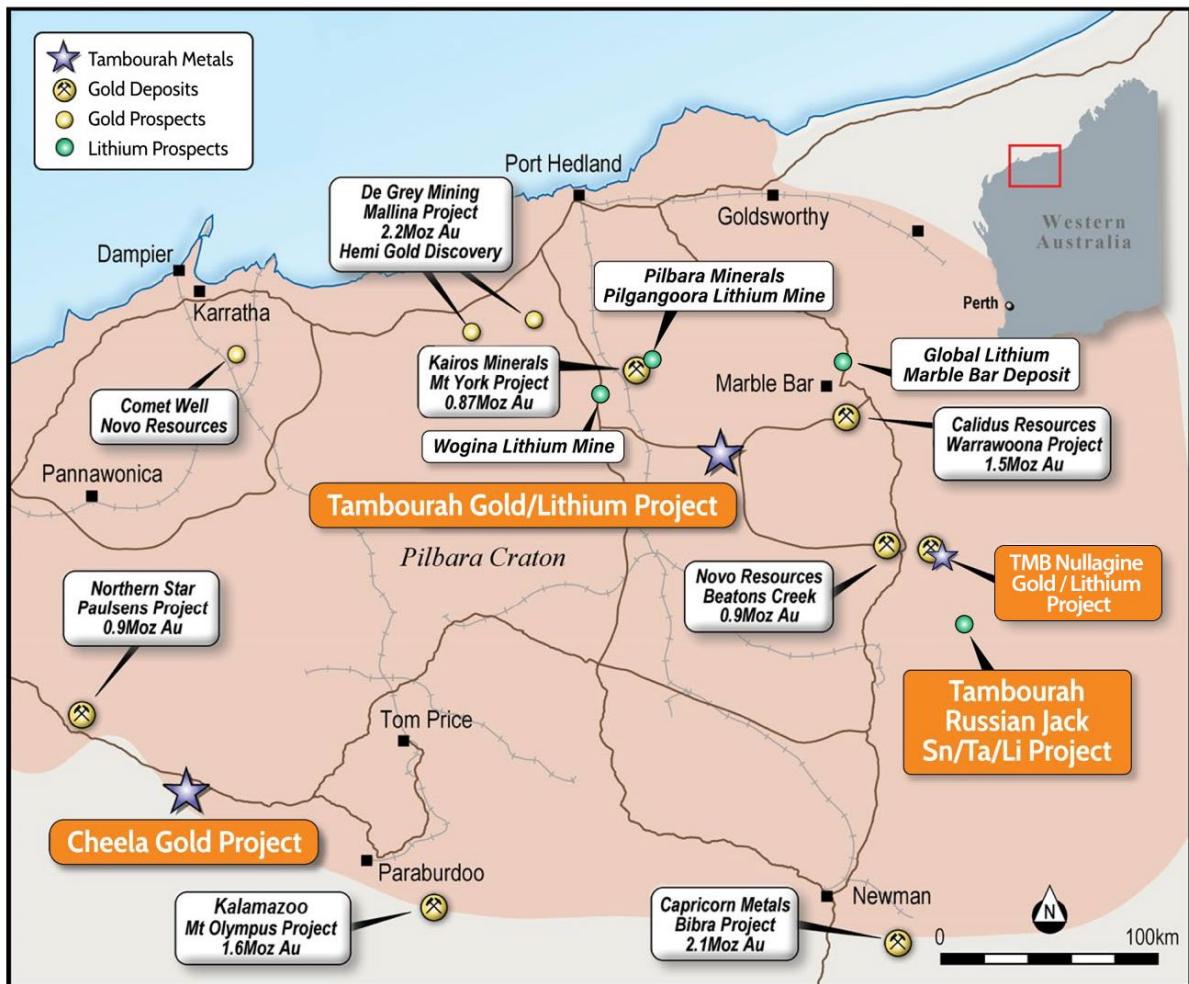 Tambourah Metals
Gold Deposits
Gold Prospects
Lithium Prospects
Port Hedland
De Grey Mining
Mallina Project
2.2Moz Au
Hemi Gold Discovery
Goldsworthy
Western
Australia
Perth
Dampier
Karratha
Pilbara Minerals
Pilgangoora Lithium Mine
Kairos Minerals
Mt York Project
0.87Moz Au
Marble Bar
Global Lithium
Marble Bar Deposit
Comet Well
Novo Resources
Wogina Lithium Mine
Calidus Resources
Warrawoona Project
1.5Moz Au
Pannawonica
Tambourah Gold/Lithium Project
Pilbara Craton
Northern Star
Paulsens Project
0.9Moz Au
Novo Resources
Beatons Creek
0.9Moz Au
TMB Nullagine
Gold / Lithium
Project
Tambourah
Russian Jack
Sn/Ta/Li Project
Tom Price
Cheela Gold Project
Paraburdoo
Kalamazoo
Mt Olympus Project
1.6Moz Au
Capricorn Metals
Bibra Project
2.1Moz Au
Newman
N
0 100km